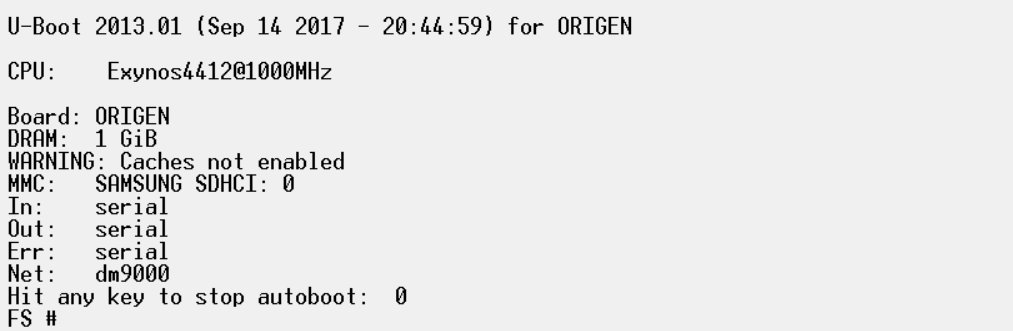 U-Boot 2013.01 (Sep 14 2017 - 20:44:59) for ORIGEN
CPU: Exynos4412@1000MHz
Board: ORIGEN
DRAM: 1 GiB
WARNING: Caches not enabled
MMC: SAMSUNG SDHCI: 0
In: serial
Out: serial
Err: serial
Net: dm9000
Hit any key to stop autoboot: 0
FS #